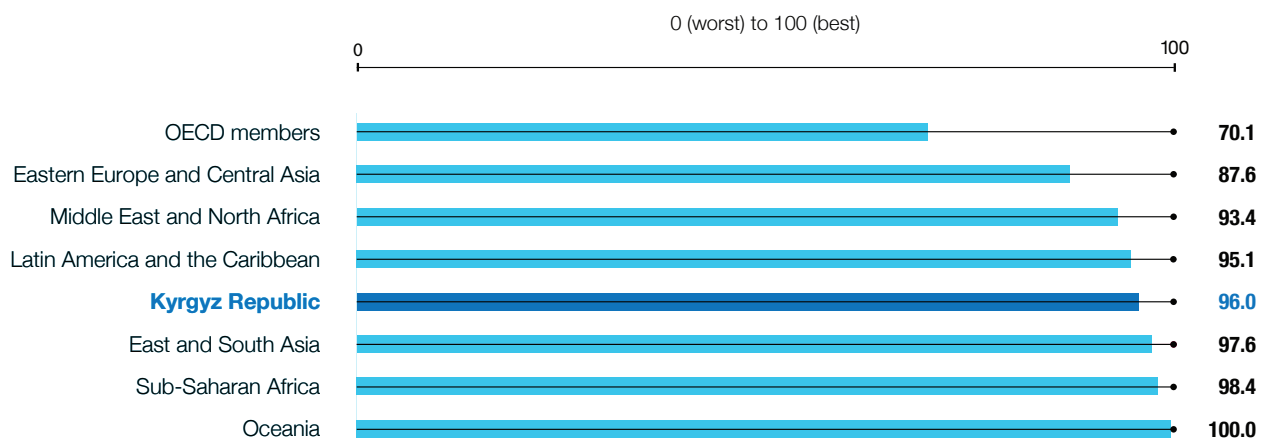 0 (worst) to 100 (best)
0 100
OECD members 70.1
Eastern Europe and Central Asia 87.6
Middle East and North Africa 93.4
Latin America and the Caribbean 95.1
Kyrgyz Republic 96.0
East and South Asia 97.6
Sub-Saharan Africa 98.4
Oceania 100.0